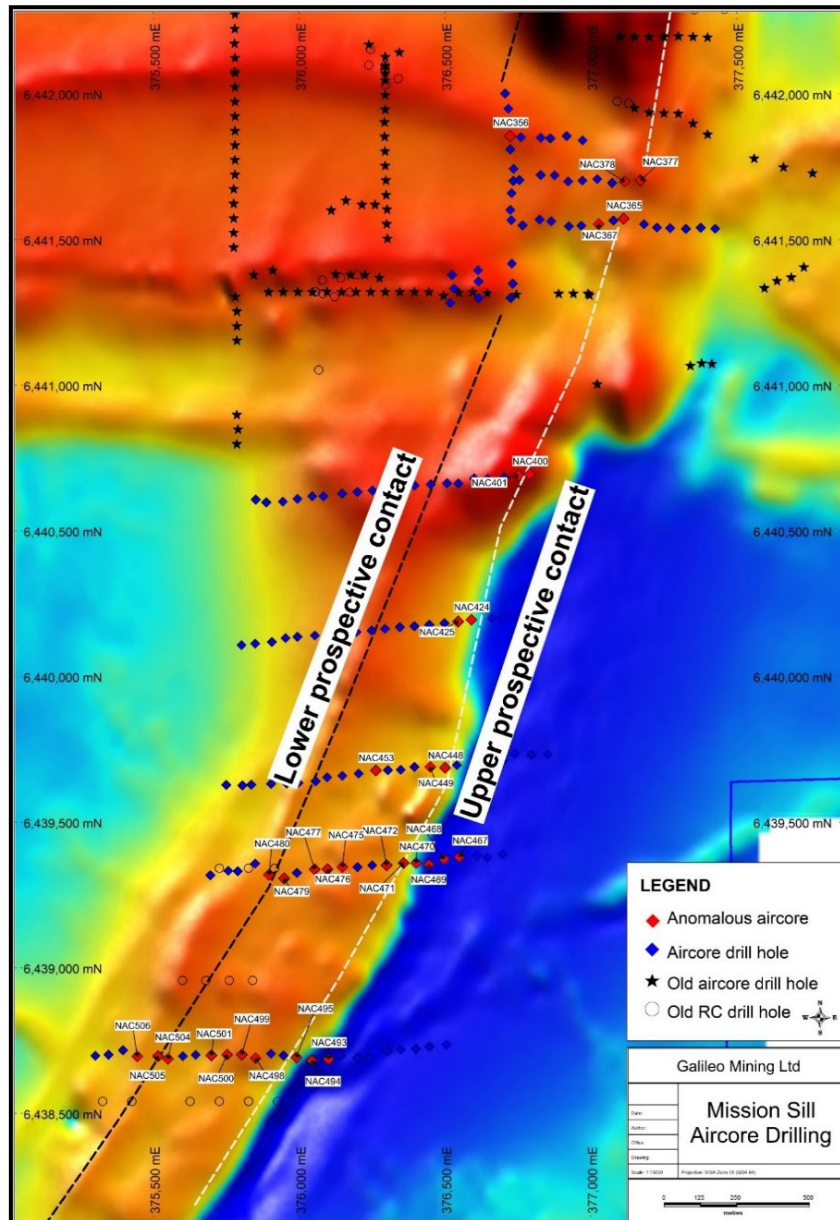 375,500 mE
376,000 mE
376,500 mE
377,000 mE
377,500 mE
6,442,000 mN
6,442,000 mN
NAC356
NAC378
NAC377
NAC365
NAC367
6,441,500 mN
6,441,500 mN
6,441,000 mN
6,441,000 mN
NAC400
NAC401
6,440,500 mN
6,440,500 mN
Lower prospective contact
Upper prospective contact
NAC424
NAC425
6,440,000 mN
6,440,000 mN
NAC453
NAC448
NAC449
6,439,500 mN
6,439,500 mN
NAC480
NAC477
NAC475
NAC472
NAC468
NAC470
NAC467
NAC479
NAC476
NAC471
NAC469
6,439,000 mN
NAC506
NAC504
NAC501
NAC499
NAC495
NAC493
NAC505
NAC500
NAC498
NAC494
6,438,500 mN
375,500 mE
376,000 mE
376,500 mE
377,000 mE
LEGEND
Anomalous aircore
Aircore drill hole
Old aircore drill hole
Old RC drill hole
N
W E
S
Galileo Mining Ltd
Mission Sill
Aircore Drilling
Date:
Author:
Office:
Drawing:
0 125 250 500
metres